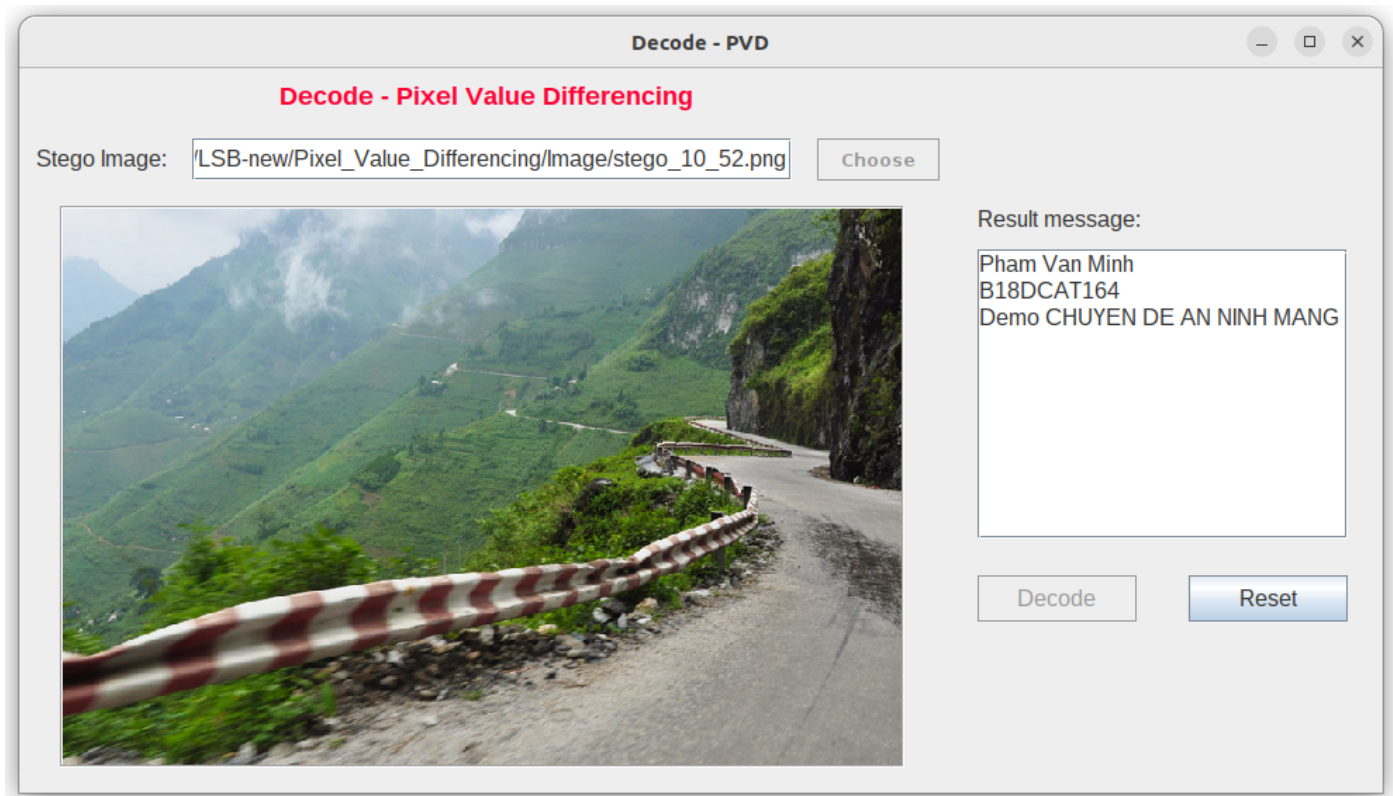 Decode - PVD
Decode - Pixel Value Differencing
Stego Image:
/LSB-new/Pixel_Value_Differencing/Image/stego_10_52.png
Choose
Result message:
Pham Van Minh
B18DCAT164
Demo CHUYEN DE AN NINH MANG
Decode
Reset